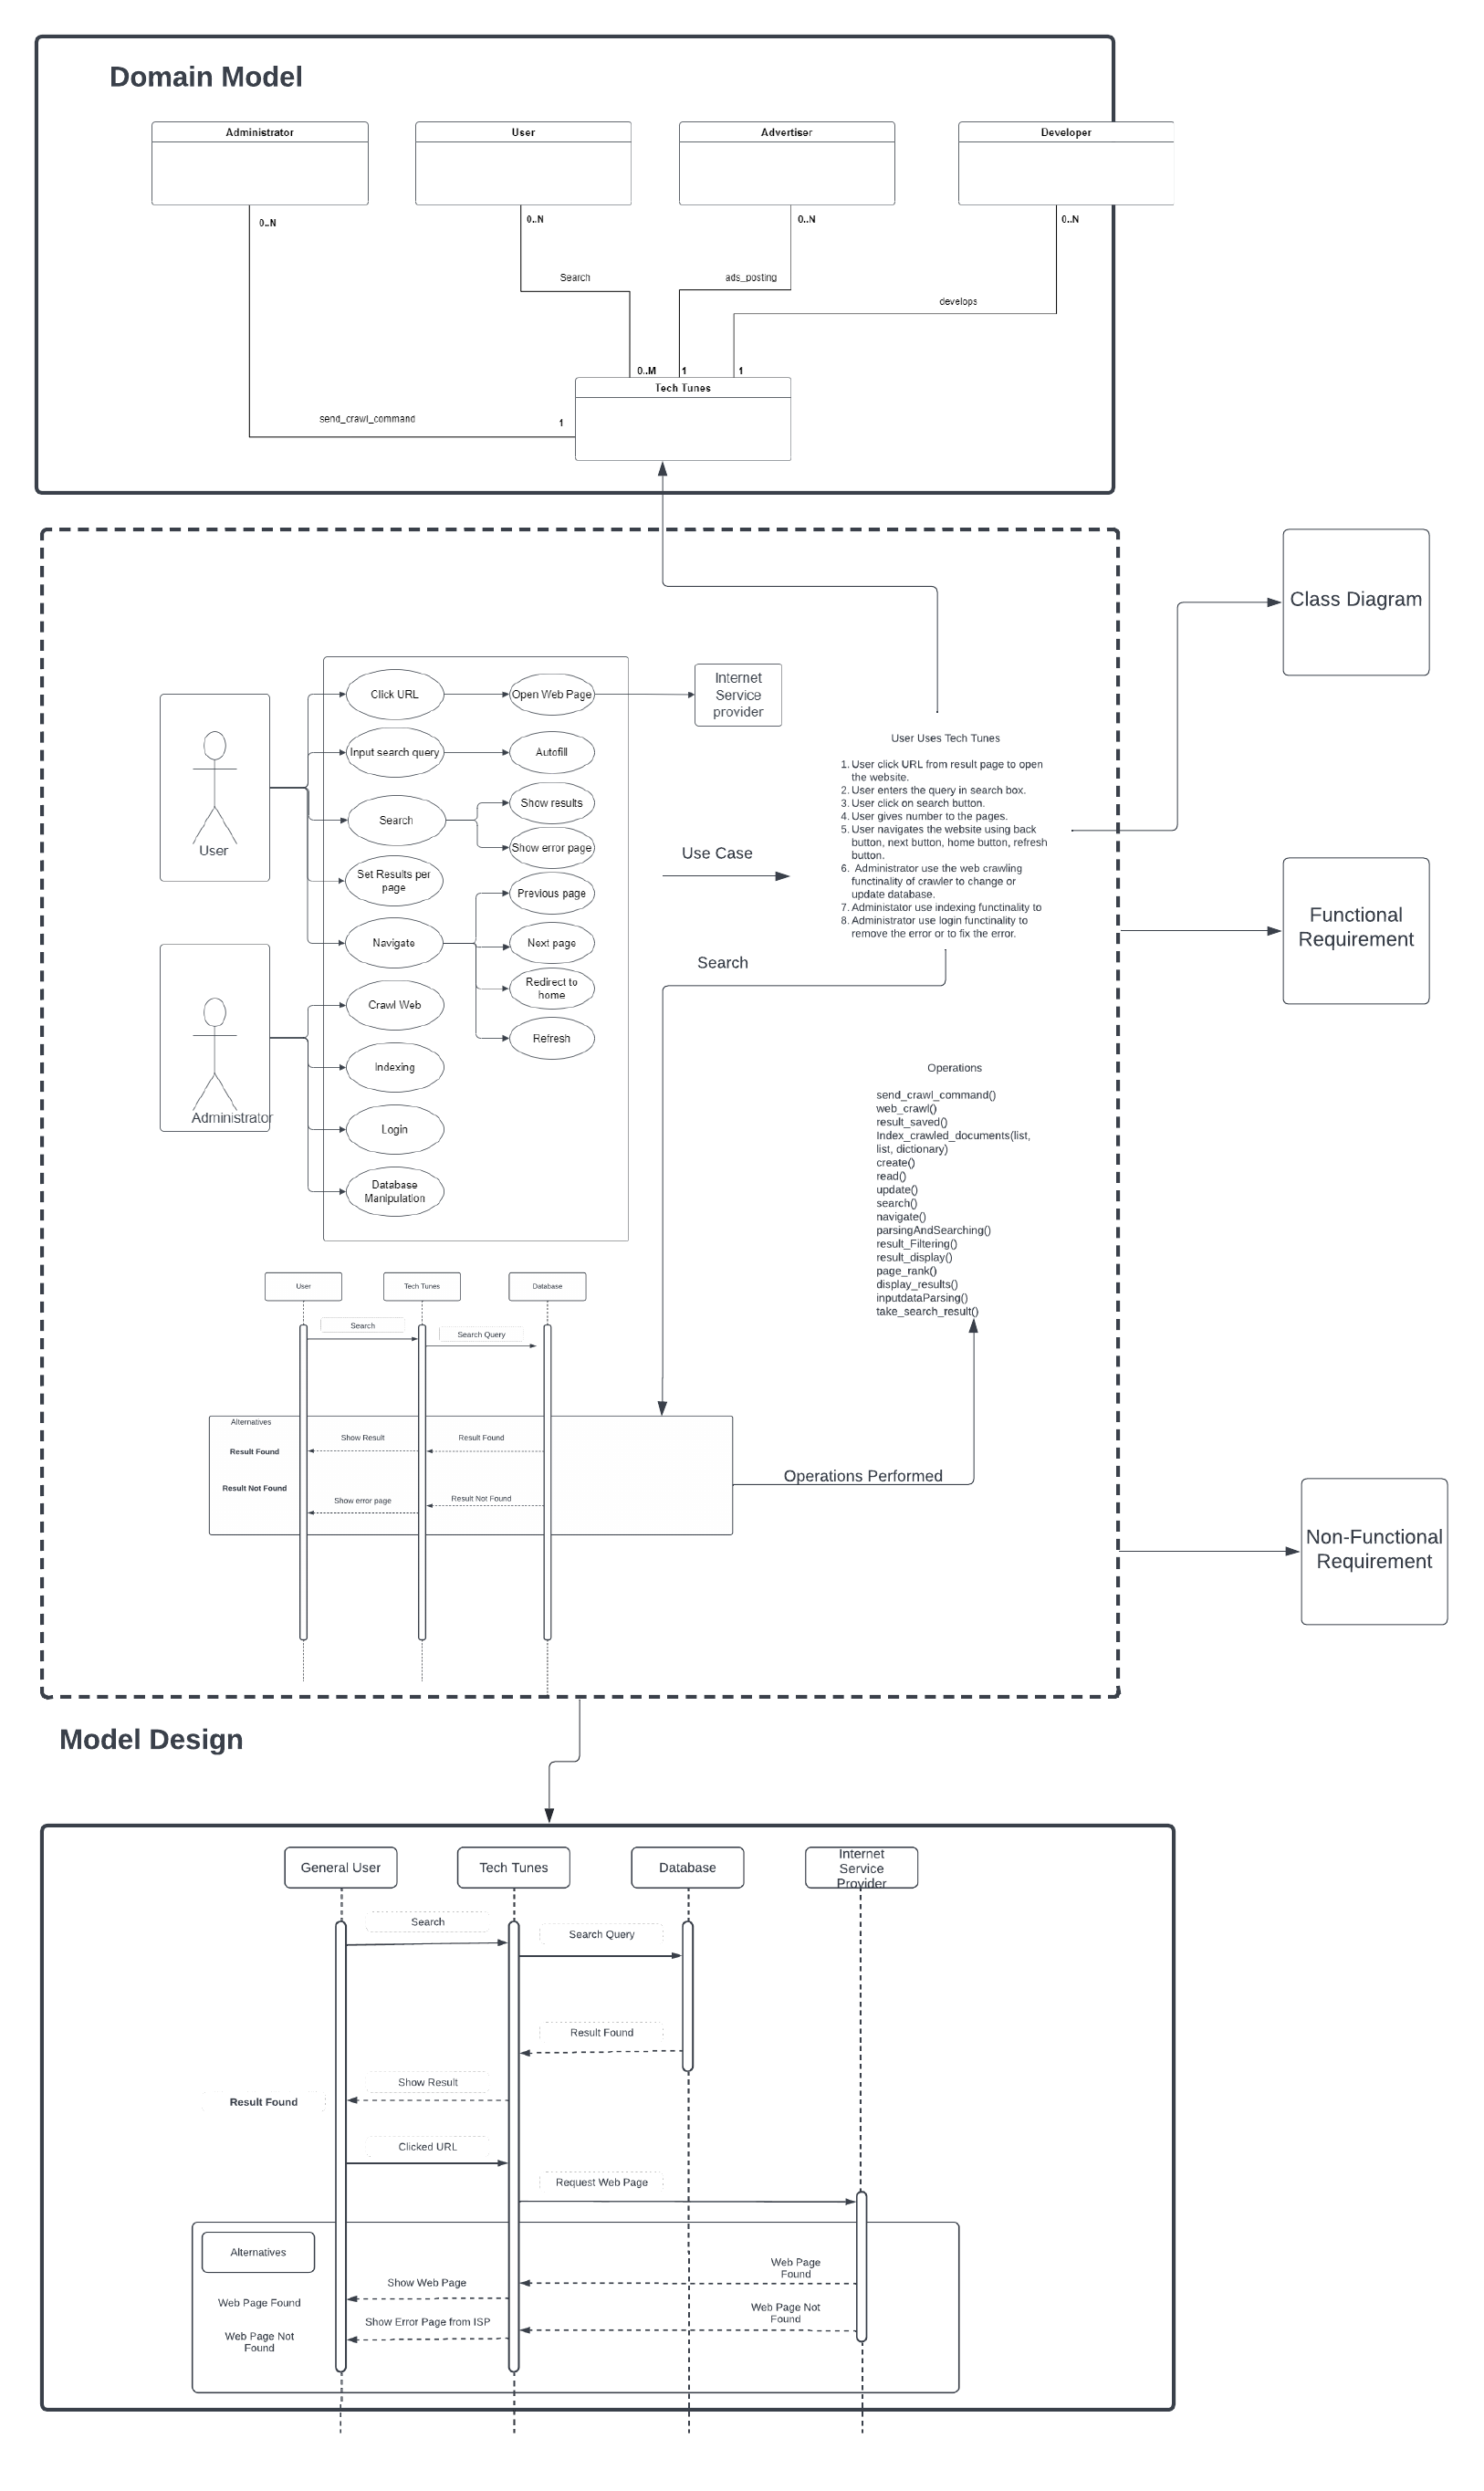 Domain Model
Administrator
User
Advertiser
Developer
0..N
0..N
0..N
0..N
Search
ads_posting
develops
0..M
1
1
Tech Tunes
send_crawl_command
1
Class Diagram
Click URL
Open Web Page
Internet
Service
provider
User Uses Tech Tunes
Input search query
Autofill
1. User click URL from result page to open
the website.
2. User enters the query in search box.
3. User click on search button.
4. User gives number to the pages.
5. User navigates the website using back
button, next button, home button, refresh
button.
6. Administrator use the web crawling
functinality of crawler to change or
update database.
7. Administator use indexing functinality to
8. Administrator use login functinality to
remove the error or to fix the error.
Search
Show results
Show error page
User
Use Case
Set Results per
page
Previous page
Functional
Requirement
Navigate
Next page
Search
Redirect to
home
Crawl Web
Refresh
Indexing
Administrator
Login
Database
Manipulation
Operations
send_crawl_command()
web_crawl()
result_saved()
Index_crawled_documents(list,
list, dictionary)
create()
read()
update()
search()
navigate()
parsingAndSearching()
result_Filtering()
result_display()
page_rank()
display_results()
inputdataParsing()
take_search_result()
User
Tech Tunes
Database
Search
Search Query
Alternatives
Show Result
Result Found
Result Found
Operations Performed
Result Not Found
Show error page
Result Not Found
Non-Functional
Requirement
Model Design
General User
Tech Tunes
Database
Internet
Service
Provider
Search
Search Query
Result Found
Show Result
Result Found
Clicked URL
Request Web Page
Alternatives
Web Page
Found
Show Web Page
Web Page Found
Web Page Not
Found
Show Error Page from ISP
Web Page Not
Found